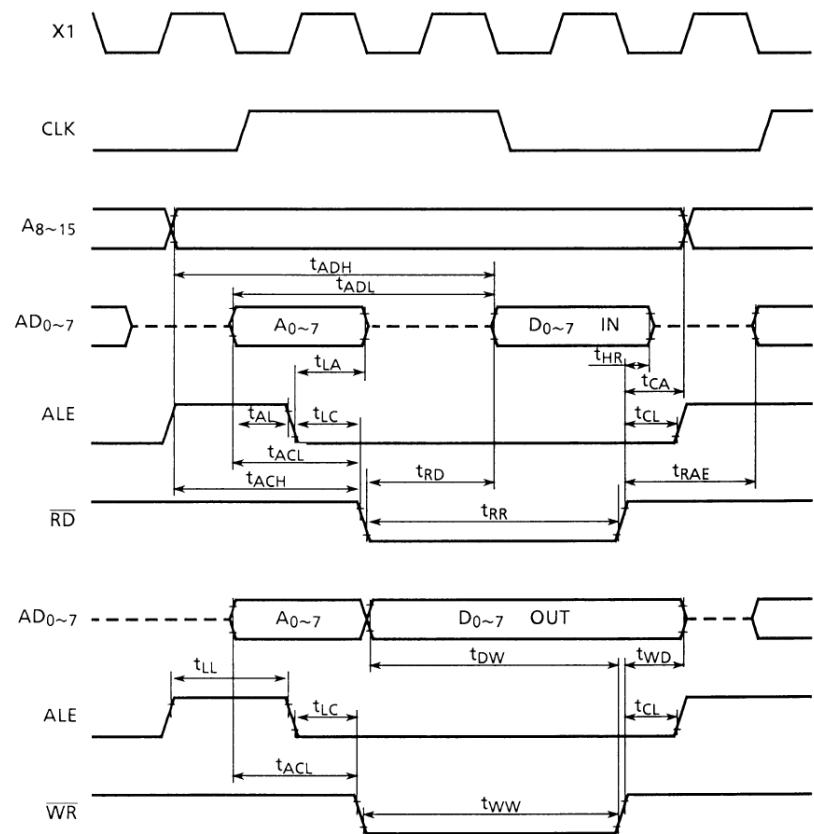 X1
CLK
A8~15
tADH
tADL
AD0~7 A0~7 D0~7 IN
tLA tHR
tCA
ALE tAL tLC tCL
tACL
tACH tRD tRAE
RD tRR
AD0~7 A0~7 D0~7 OUT
tLL tDW tWD
ALE tLC tCL
tACL
WR tWW